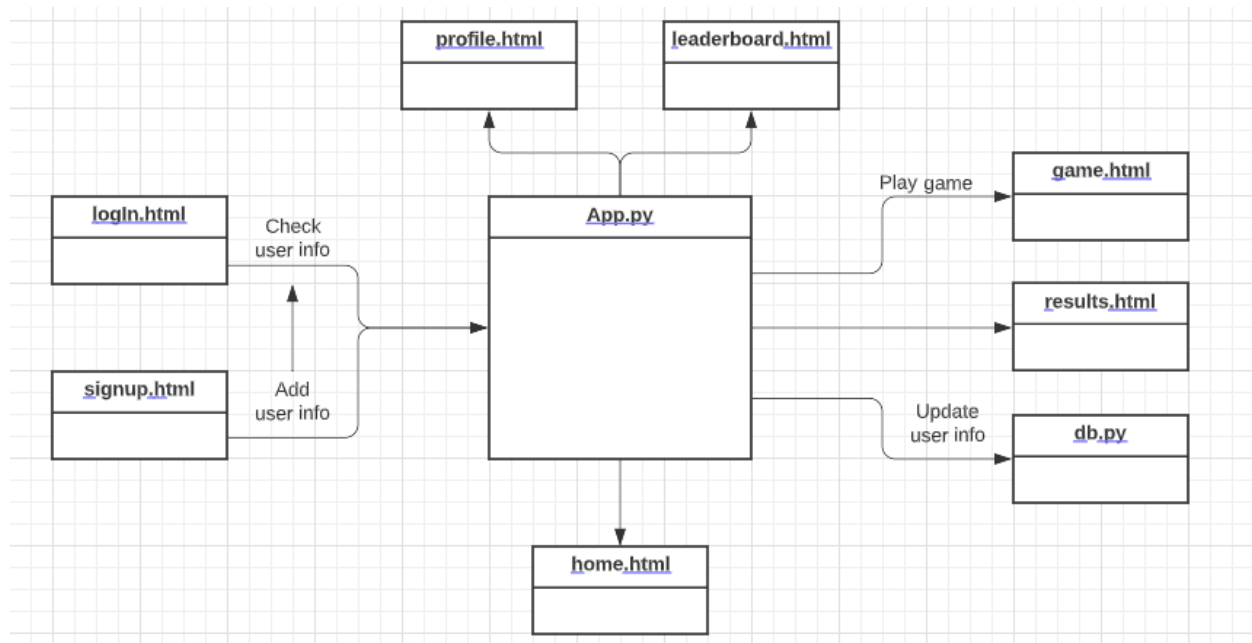 profile.html
leaderboard.html
Play game
game.html
logIn.html
Check
user info
App.py
results.html
signup.html
Add
user info
Update
user info
db.py
home.html